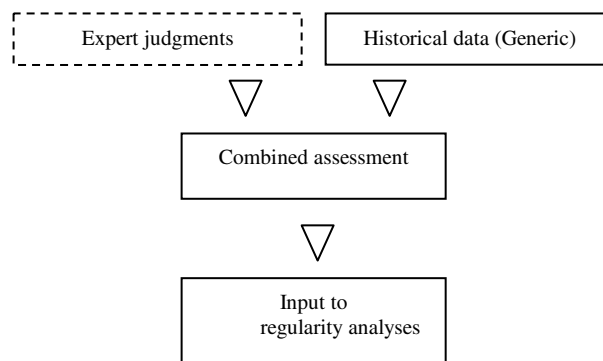 Expert judgments
Historical data (Generic)
Combined assessment
Input to
regularity analyses